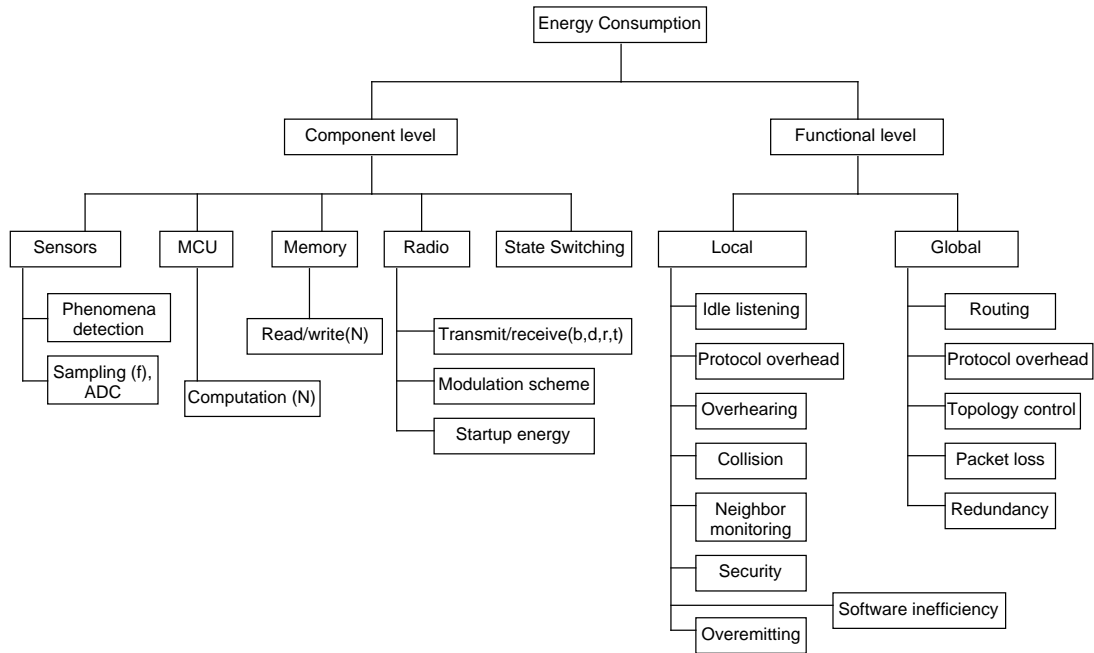 Energy Consumption
Component level
Functional level
Sensors
MCU
Memory
Radio
State Switching
Local
Global
Phenomena
detection
Sampling (f),
ADC
Computation (N)
Read/write(N)
Transmit/receive(b,d,r,t)
Modulation scheme
Startup energy
Idle listening
Protocol overhead
Overhearing
Collision
Neighbor
monitoring
Security
Software inefficiency
Overemitting
Routing
Protocol overhead
Topology control
Packet loss
Redundancy